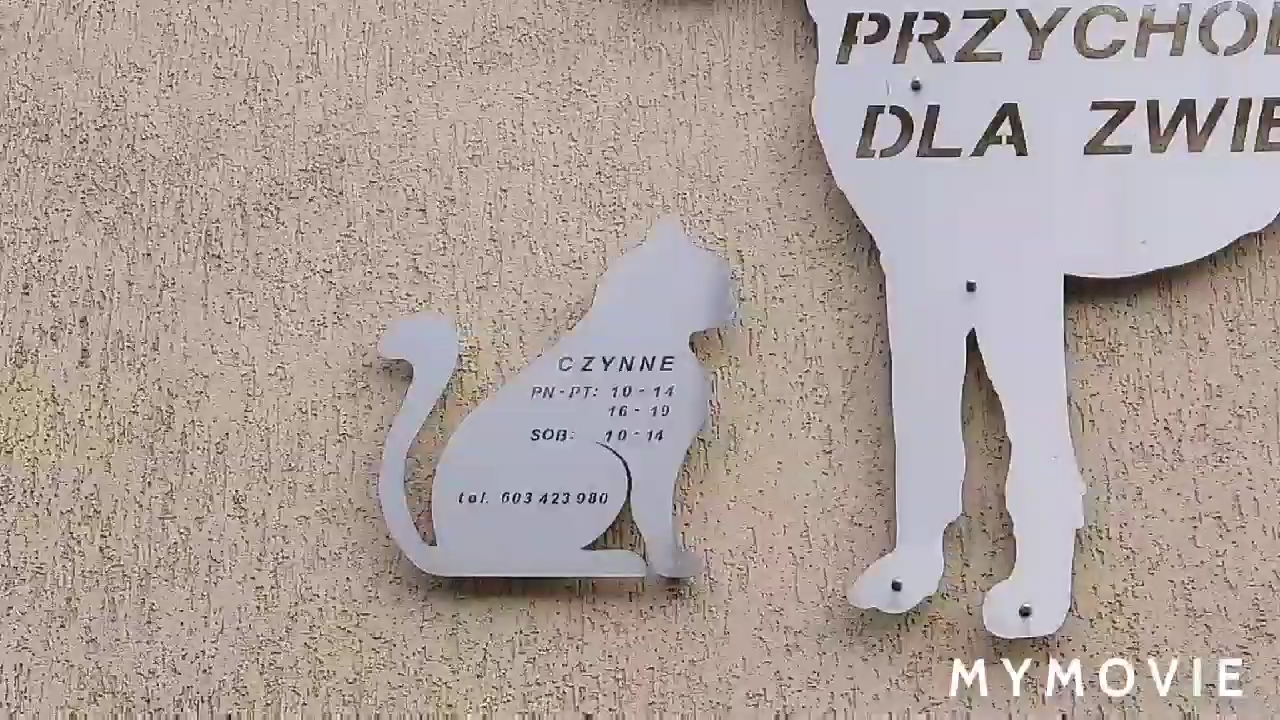 PRZYCHO
DLA ZWIE
CZYNNE
PN-PT: 10-14
16-19
SOB: 10-14
tel. 603 423 980
MYMOVIE